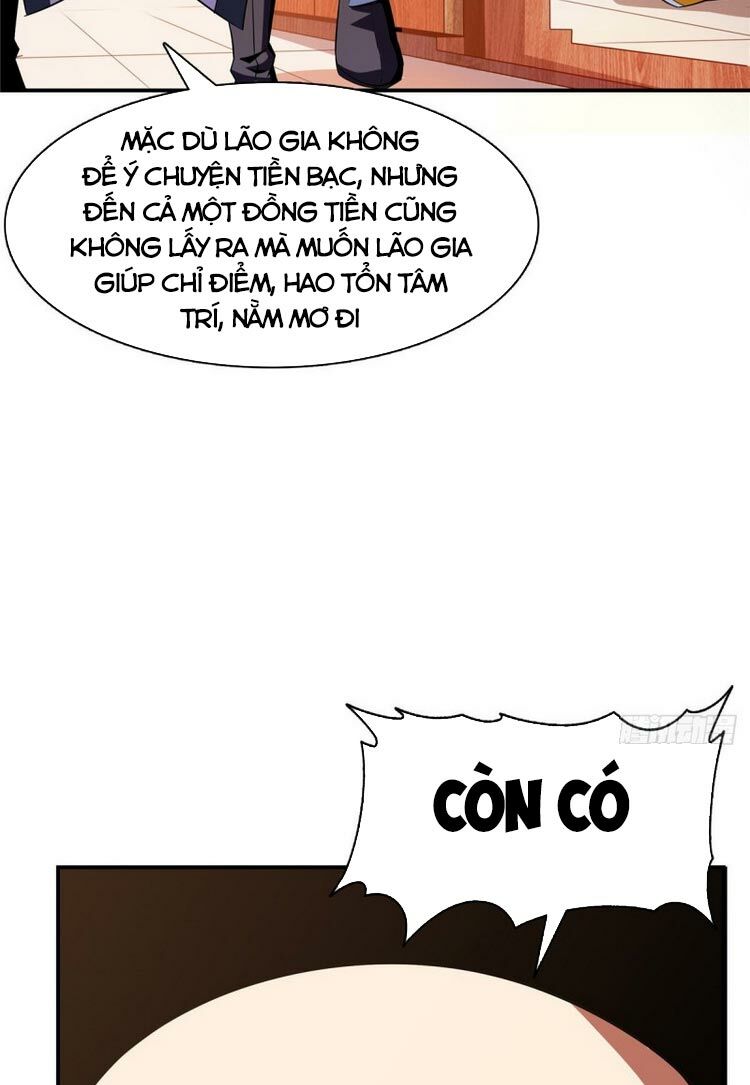 MẶC DÙ LÃO GIA KHÔNG
ĐỂ Ý CHUYỆN TIỀN BẠC, NHƯNG
ĐẾN CẢ MỘT ĐỒNG TIỀN CŨNG
KHÔNG LẤY RA MÀ MUỐN LÃO GIA
GIÚP CHỈ ĐIỂM, HAO TỔN TÂM
TRÍ, NẰM MƠ ĐI
CÒN CÓ